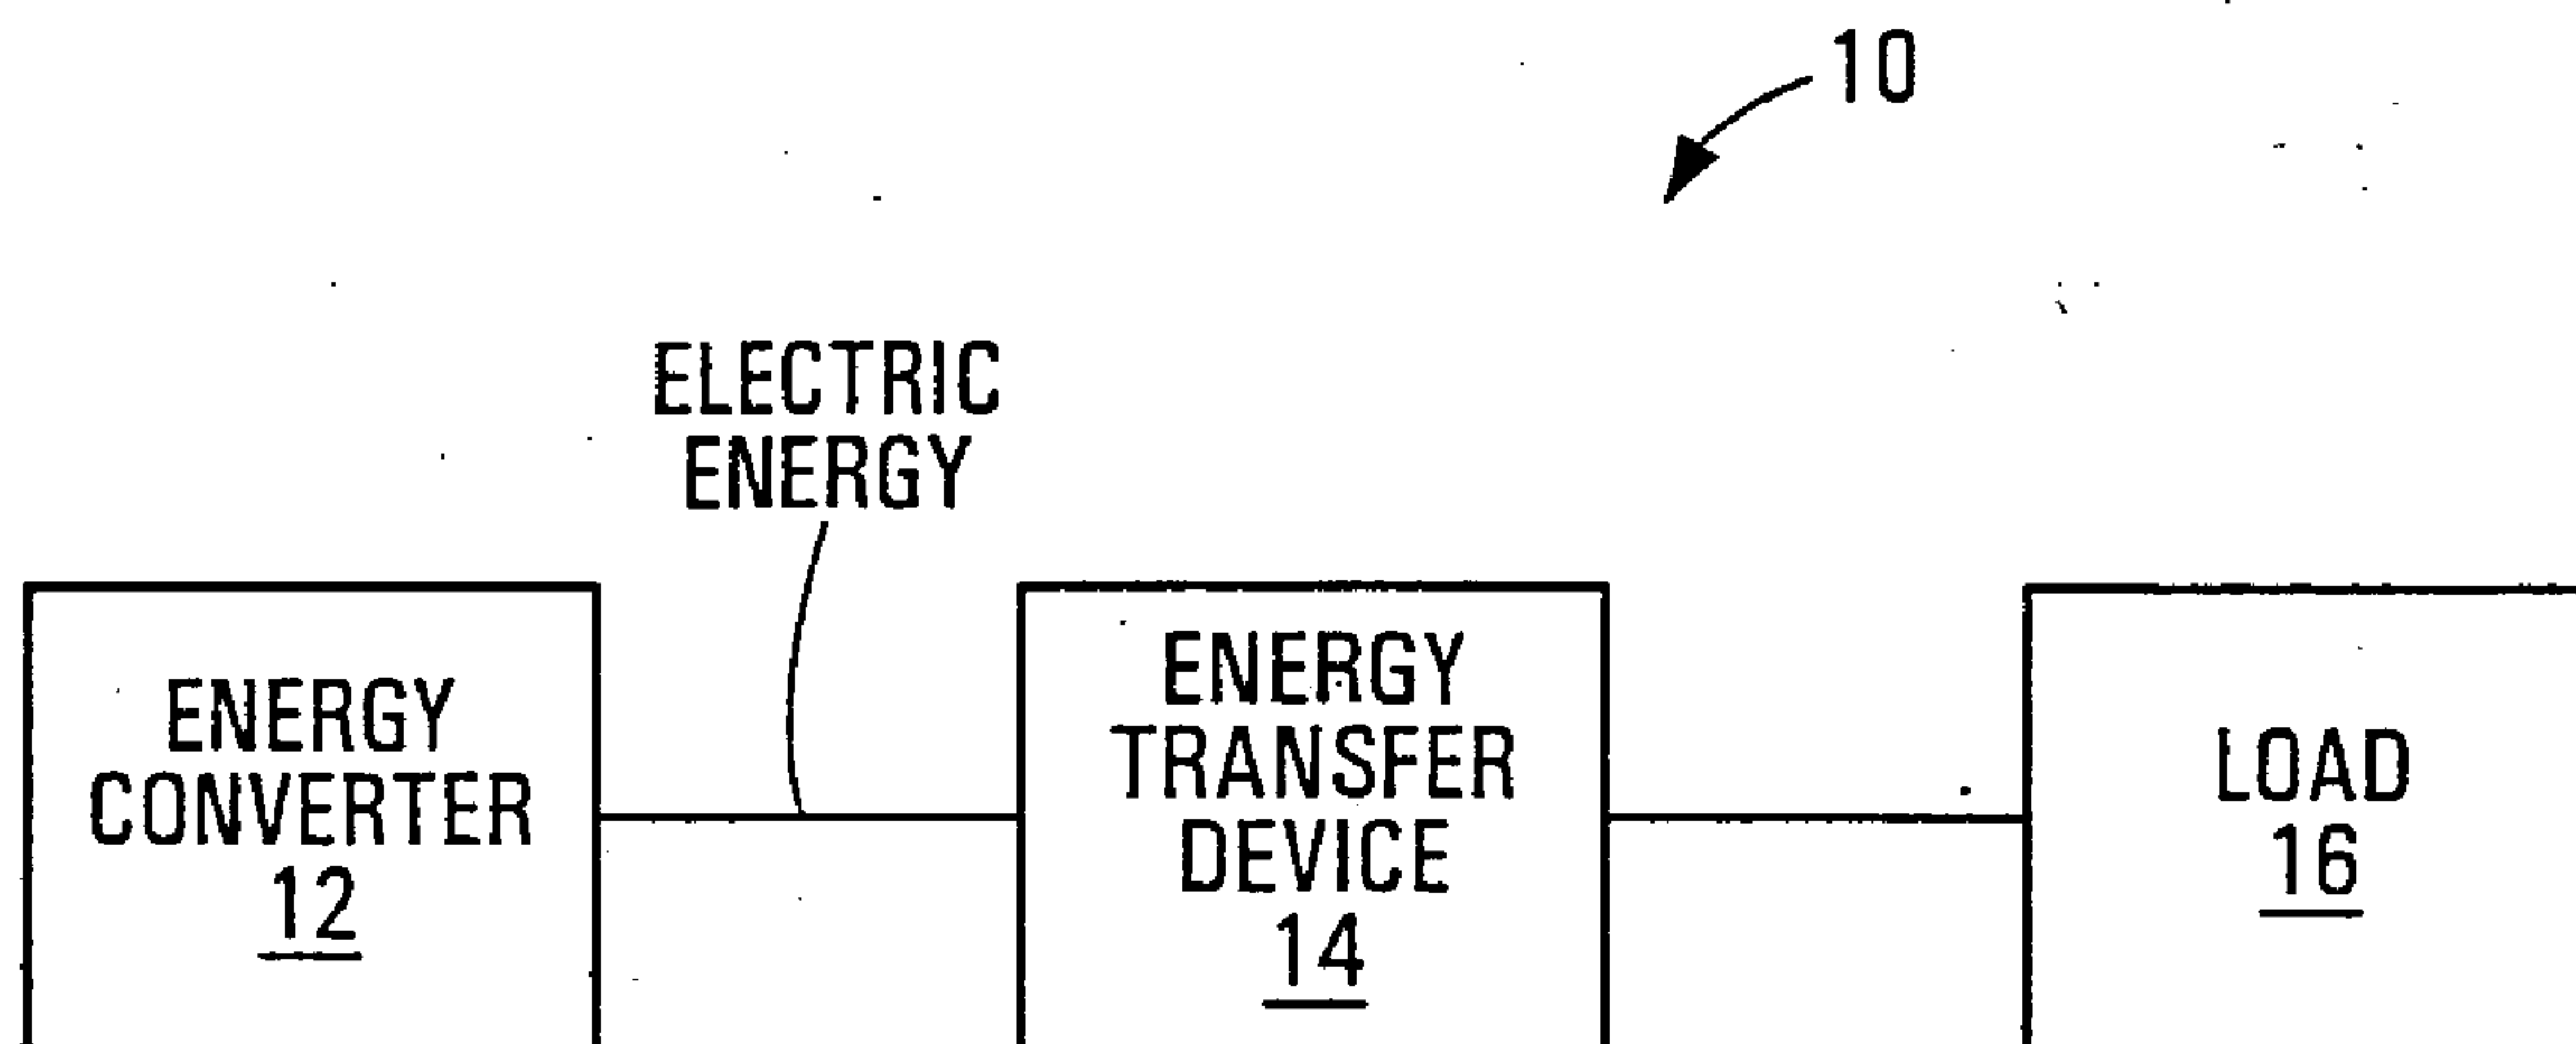 10
ELECTRIC
ENERGY
ENERGY
CONVERTER
12
ENERGY
TRANSFER
DEVICE
14
LOAD
16